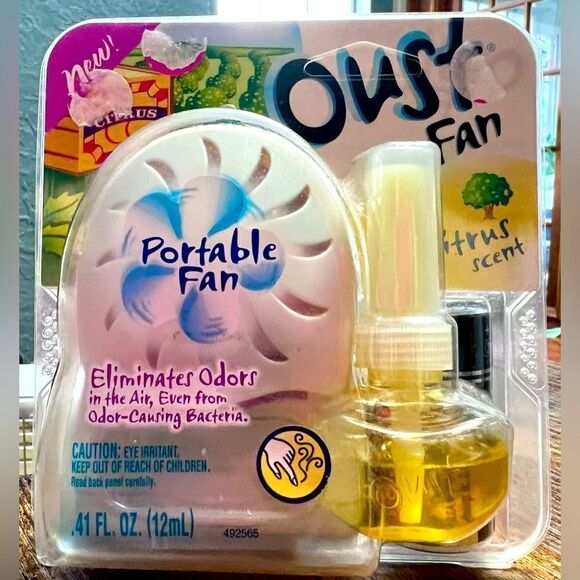 New!
CITRUS
Oust®
Fan
citrus
scent
Portable
Fan
Eliminates Odors
in the Air, Even from
Odor-Causing Bacteria.
CAUTION: EYE IRRITANT.
KEEP OUT OF REACH OF CHILDREN.
Read back panel carefully.
.41 FL. OZ. (12mL)
492565